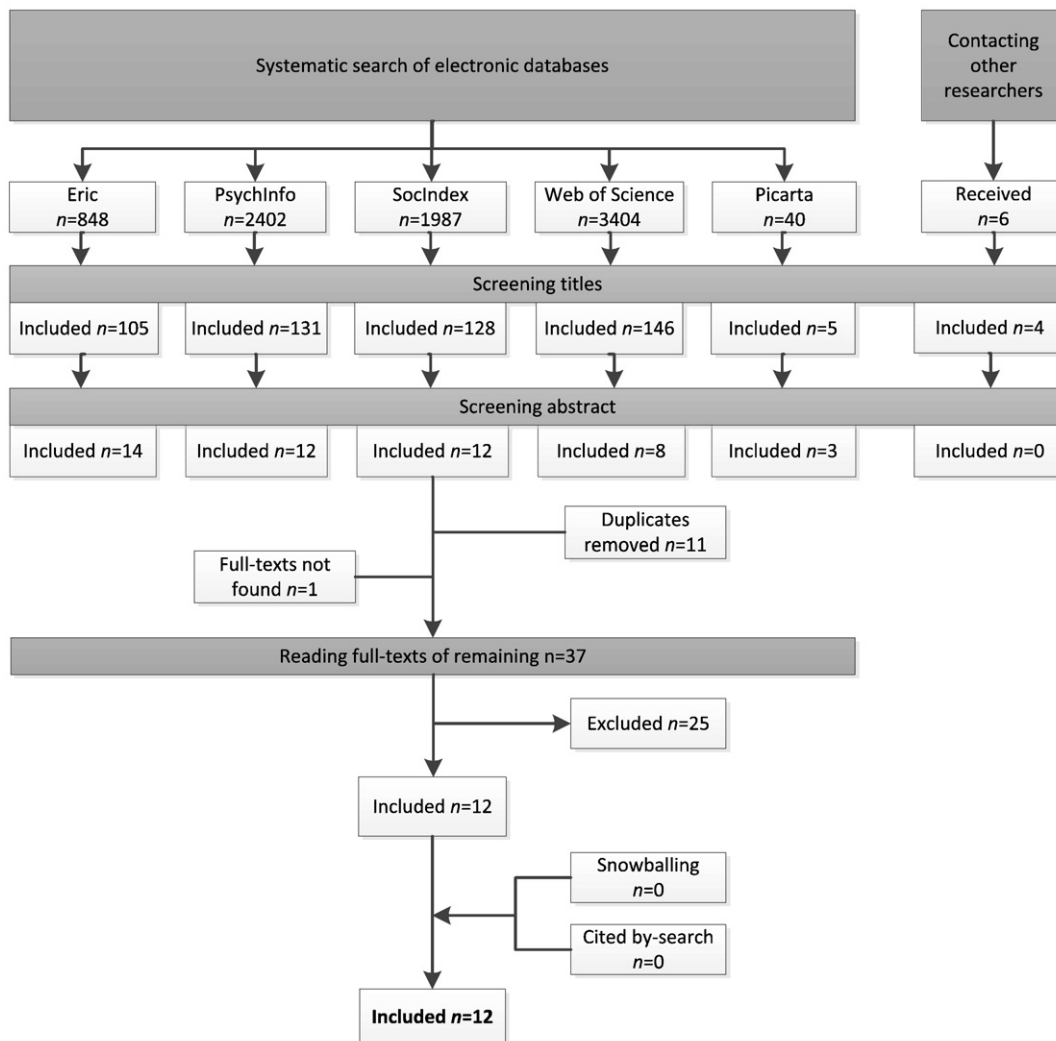 Systematic search of electronic databases
Contacting
other
researchers
Eric
n=848
PsychInfo
n=2402
SocIndex
n=1987
Web of Science
n=3404
Picarta
n=40
Received
n=6
Screening titles
Included n=105
Included n=131
Included n=128
Included n=146
Included n=5
Included n=4
Screening abstract
Included n=14
Included n=12
Included n=12
Included n=8
Included n=3
Included n=0
Duplicates
removed n=11
Full-texts not
found n=1
Reading full-texts of remaining n=37
Excluded n=25
Included n=12
Snowballing
n=0
Cited by-search
n=0
Included n=12